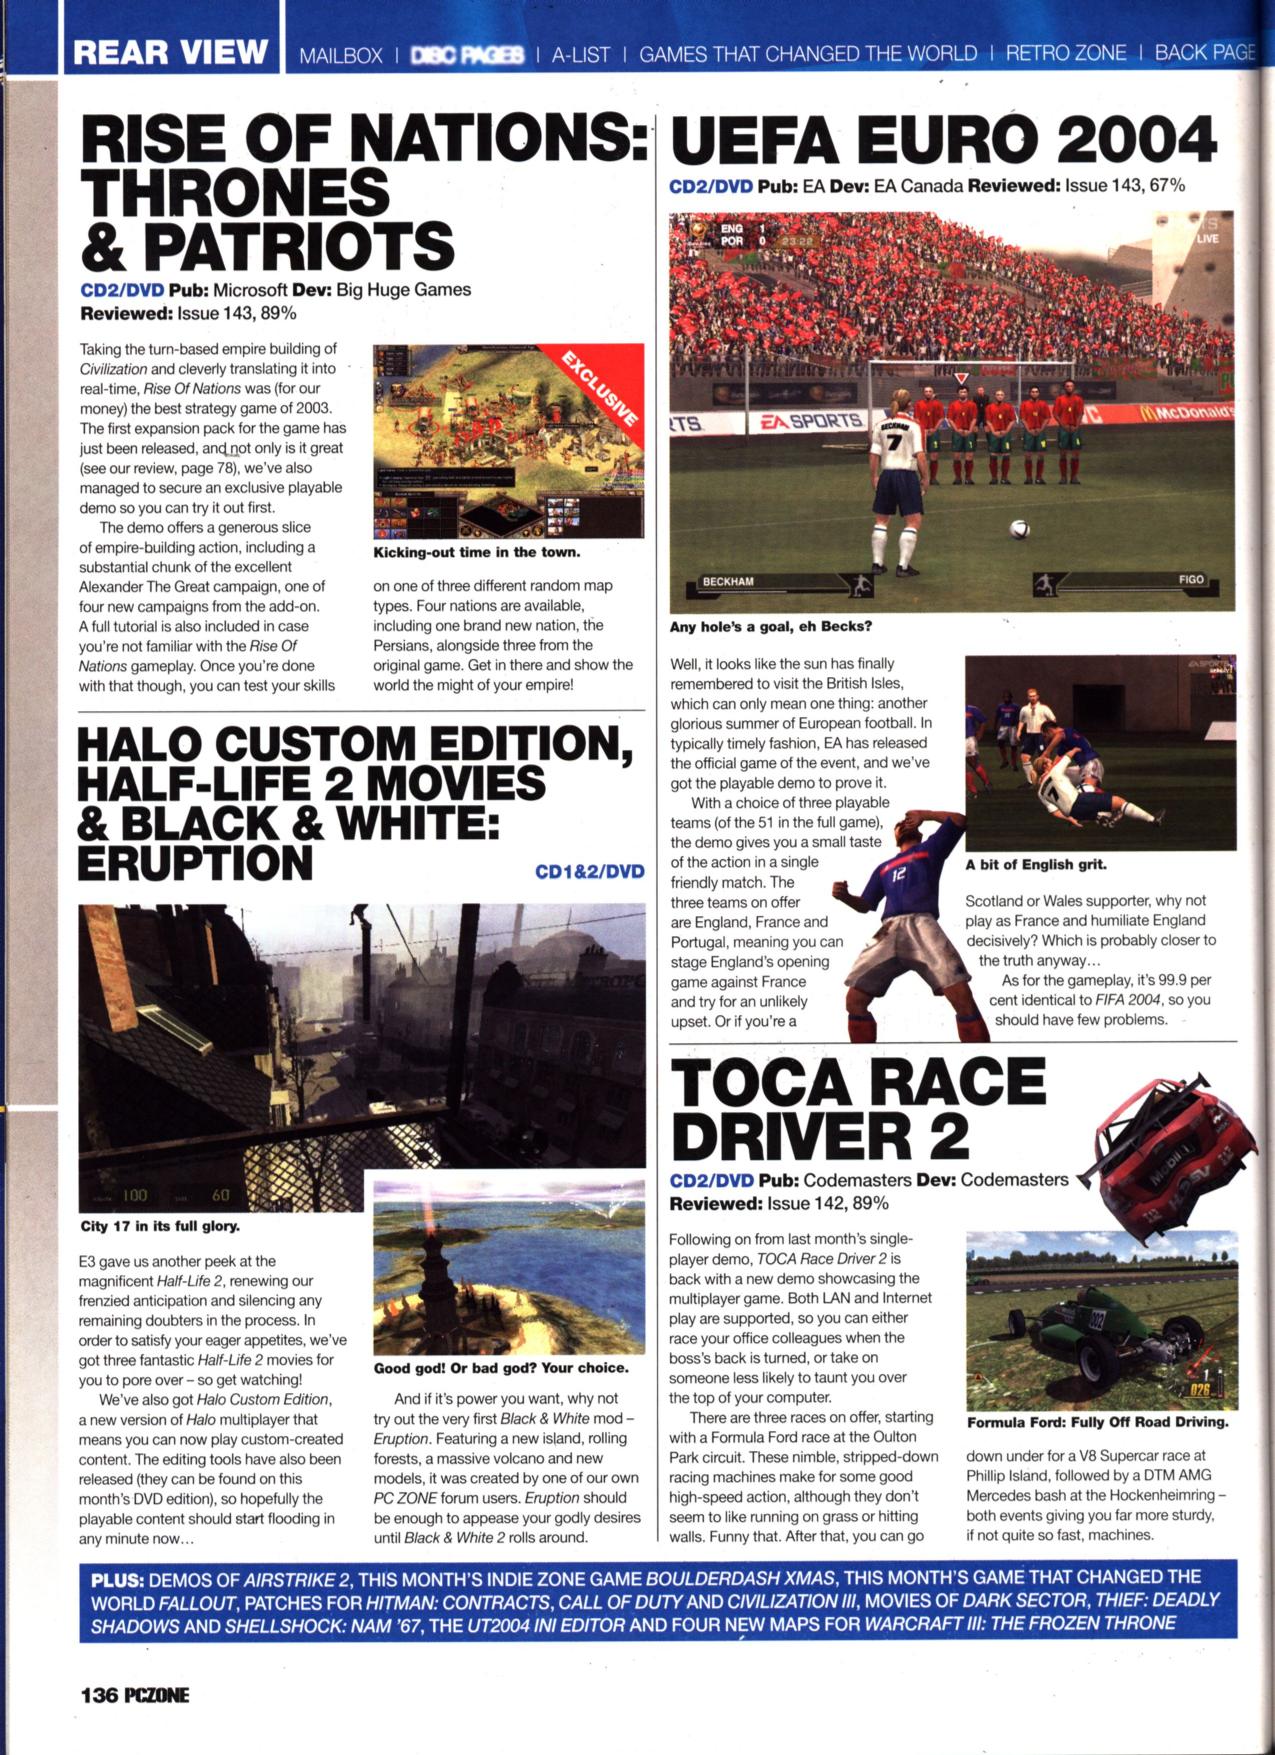 REAR VIEW
MAILBOX | DISC PAGES | A-LIST | GAMES THAT CHANGED THE WORLD | RETRO ZONE | BACK PAGE
RISE OF NATIONS:
THRONES
& PATRIOTS
CD2/DVD Pub: Microsoft Dev: Big Huge Games
Reviewed: Issue 143, 89%
Taking the turn-based empire building of
Civilization and cleverly translating it into
real-time, Rise Of Nations was (for our
money) the best strategy game of 2003.
The first expansion pack for the game has
just been released, and not only is it great
(see our review, page 78), we've also
managed to secure an exclusive playable
demo so you can try it out first.
The demo offers a generous slice
of empire-building action, including a
substantial chunk of the excellent
Alexander The Great campaign, one of
four new campaigns from the add-on.
A full tutorial is also included in case
you're not familiar with the Rise Of
Nations gameplay. Once you're done
with that though, you can test your skills
EXCLUSIVE
Kicking-out time in the town.
on one of three different random map
types. Four nations are available,
including one brand new nation, the
Persians, alongside three from the
original game. Get in there and show the
world the might of your empire!
HALO CUSTOM EDITION,
HALF-LIFE 2 MOVIES
& BLACK & WHITE:
ERUPTION
CD1&2/DVD
100
60
City 17 in its full glory.
E3 gave us another peek at the
magnificent Half-Life 2, renewing our
frenzied anticipation and silencing any
remaining doubters in the process. In
order to satisfy your eager appetites, we've
got three fantastic Half-Life 2 movies for
you to pore over – so get watching!
We've also got Halo Custom Edition,
a new version of Halo multiplayer that
means you can now play custom-created
content. The editing tools have also been
released (they can be found on this
month's DVD edition), so hopefully the
playable content should start flooding in
any minute now...
Good god! Or bad god? Your choice.
And if it's power you want, why not
try out the very first Black & White mod –
Eruption. Featuring a new island, rolling
forests, a massive volcano and new
models, it was created by one of our own
PC ZONE forum users. Eruption should
be enough to appease your godly desires
until Black & White 2 rolls around.
UEFA EURO 2004
CD2/DVD Pub: EA Dev: EA Canada Reviewed: Issue 143, 67%
ENG 1
POR 0 23:22
LIVE
EA SPORTS
McDonald's
BECKHAM
7
BECKHAM
FIGO
Any hole's a goal, eh Becks?
Well, it looks like the sun has finally
remembered to visit the British Isles,
which can only mean one thing: another
glorious summer of European football. In
typically timely fashion, EA has released
the official game of the event, and we've
got the playable demo to prove it.
With a choice of three playable
teams (of the 51 in the full game),
the demo gives you a small taste
of the action in a single
friendly match. The
three teams on offer
are England, France and
Portugal, meaning you can
stage England's opening
game against France
and try for an unlikely
upset. Or if you're a
12
EA SPORTS
7
A bit of English grit.
Scotland or Wales supporter, why not
play as France and humiliate England
decisively? Which is probably closer to
the truth anyway...
As for the gameplay, it's 99.9 per
cent identical to FIFA 2004, so you
should have few problems.
TOCA RACE
DRIVER 2
CD2/DVD Pub: Codemasters Dev: Codemasters
Reviewed: Issue 142, 89%
Mobil 1
HSV
12
Following on from last month's single-
player demo, TOCA Race Driver 2 is
back with a new demo showcasing the
multiplayer game. Both LAN and Internet
play are supported, so you can either
race your office colleagues when the
boss's back is turned, or take on
someone less likely to taunt you over
the top of your computer.
There are three races on offer, starting
with a Formula Ford race at the Oulton
Park circuit. These nimble, stripped-down
racing machines make for some good
high-speed action, although they don't
seem to like running on grass or hitting
walls. Funny that. After that, you can go
002
1
026
Formula Ford: Fully Off Road Driving.
down under for a V8 Supercar race at
Phillip Island, followed by a DTM AMG
Mercedes bash at the Hockenheimring –
both events giving you far more sturdy,
if not quite so fast, machines.
PLUS: DEMOS OF AIRSTRIKE 2, THIS MONTH'S INDIE ZONE GAME BOULDERDASH XMAS, THIS MONTH'S GAME THAT CHANGED THE
WORLD FALLOUT, PATCHES FOR HITMAN: CONTRACTS, CALL OF DUTY AND CIVILIZATION III, MOVIES OF DARK SECTOR, THIEF: DEADLY
SHADOWS AND SHELLSHOCK: NAM '67, THE UT2004 INI EDITOR AND FOUR NEW MAPS FOR WARCRAFT III: THE FROZEN THRONE
136 PCZONE